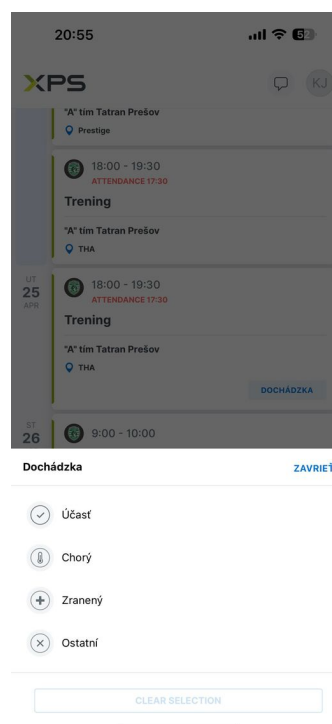 20:55
52
XPS
KJ
"A" tím Tatran Prešov
Prestige
18:00 - 19:30
ATTENDANCE 17:30
Trening
"A" tím Tatran Prešov
THA
UT
25
APR
18:00 - 19:30
ATTENDANCE 17:30
Trening
"A" tím Tatran Prešov
THA
DOCHÁDZKA
ST
26
9:00 - 10:00
Dochádzka
ZAVRIEŤ
Účasť
Chorý
Zranený
Ostatní
CLEAR SELECTION